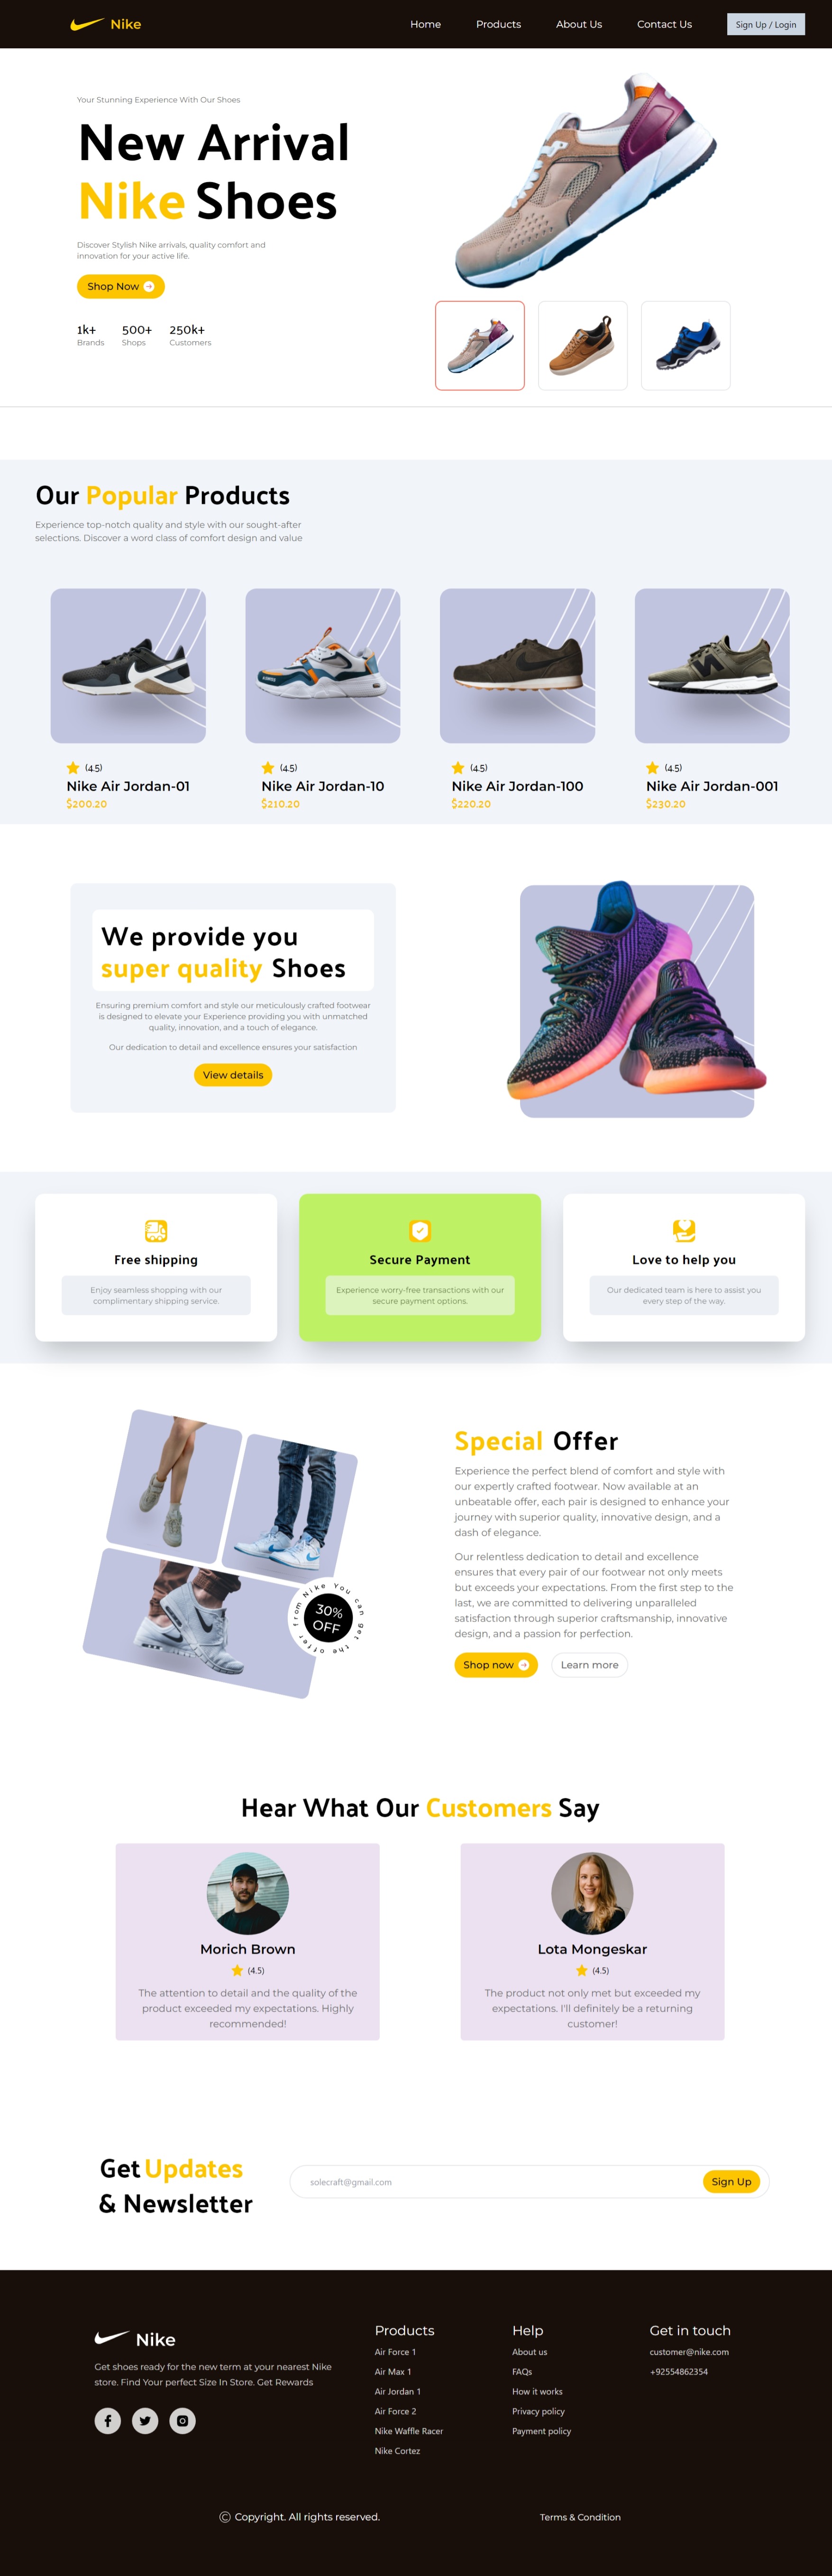 Nike
Home
Products
About Us
Contact Us
Sign Up / Login
Your Stunning Experience With Our Shoes
New Arrival
Nike Shoes
Discover Stylish Nike arrivals, quality comfort and
innovation for your active life.
Shop Now
1k+
Brands
500+
Shops
250k+
Customers
Our Popular Products
Experience top-notch quality and style with our sought-after
selections. Discover a word class of comfort design and value
(4.5)
Nike Air Jordan-01
$200.20
(4.5)
Nike Air Jordan-10
$210.20
(4.5)
Nike Air Jordan-100
$220.20
(4.5)
Nike Air Jordan-001
$230.20
We provide you
super quality Shoes
Ensuring premium comfort and style our meticulously crafted footwear
is designed to elevate your Experience providing you with unmatched
quality, innovation, and a touch of elegance.
Our dedication to detail and excellence ensures your satisfaction
View details
Free shipping
Enjoy seamless shopping with our
complimentary shipping service.
Secure Payment
Experience worry-free transactions with our
secure payment options.
Love to help you
Our dedicated team is here to assist you
every step of the way.
You can get the offer from Nike
30%
OFF
Special Offer
Experience the perfect blend of comfort and style with
our expertly crafted footwear. Now available at an
unbeatable offer, each pair is designed to enhance your
journey with superior quality, innovative design, and a
dash of elegance.
Our relentless dedication to detail and excellence
ensures that every pair of our footwear not only meets
but exceeds your expectations. From the first step to the
last, we are committed to delivering unparalleled
satisfaction through superior craftsmanship, innovative
design, and a passion for perfection.
Shop now
Learn more
Hear What Our Customers Say
Morich Brown
(4.5)
The attention to detail and the quality of the
product exceeded my expectations. Highly
recommended!
Lota Mongeskar
(4.5)
The product not only met but exceeded my
expectations. I'll definitely be a returning
customer!
Get Updates
& Newsletter
solecraft@gmail.com
Sign Up
Nike
Get shoes ready for the new term at your nearest Nike
store. Find Your perfect Size In Store. Get Rewards
Products
Air Force 1
Air Max 1
Air Jordan 1
Air Force 2
Nike Waffle Racer
Nike Cortez
Help
About us
FAQs
How it works
Privacy policy
Payment policy
Get in touch
customer@nike.com
+92554862354
© Copyright. All rights reserved.
Terms & Condition